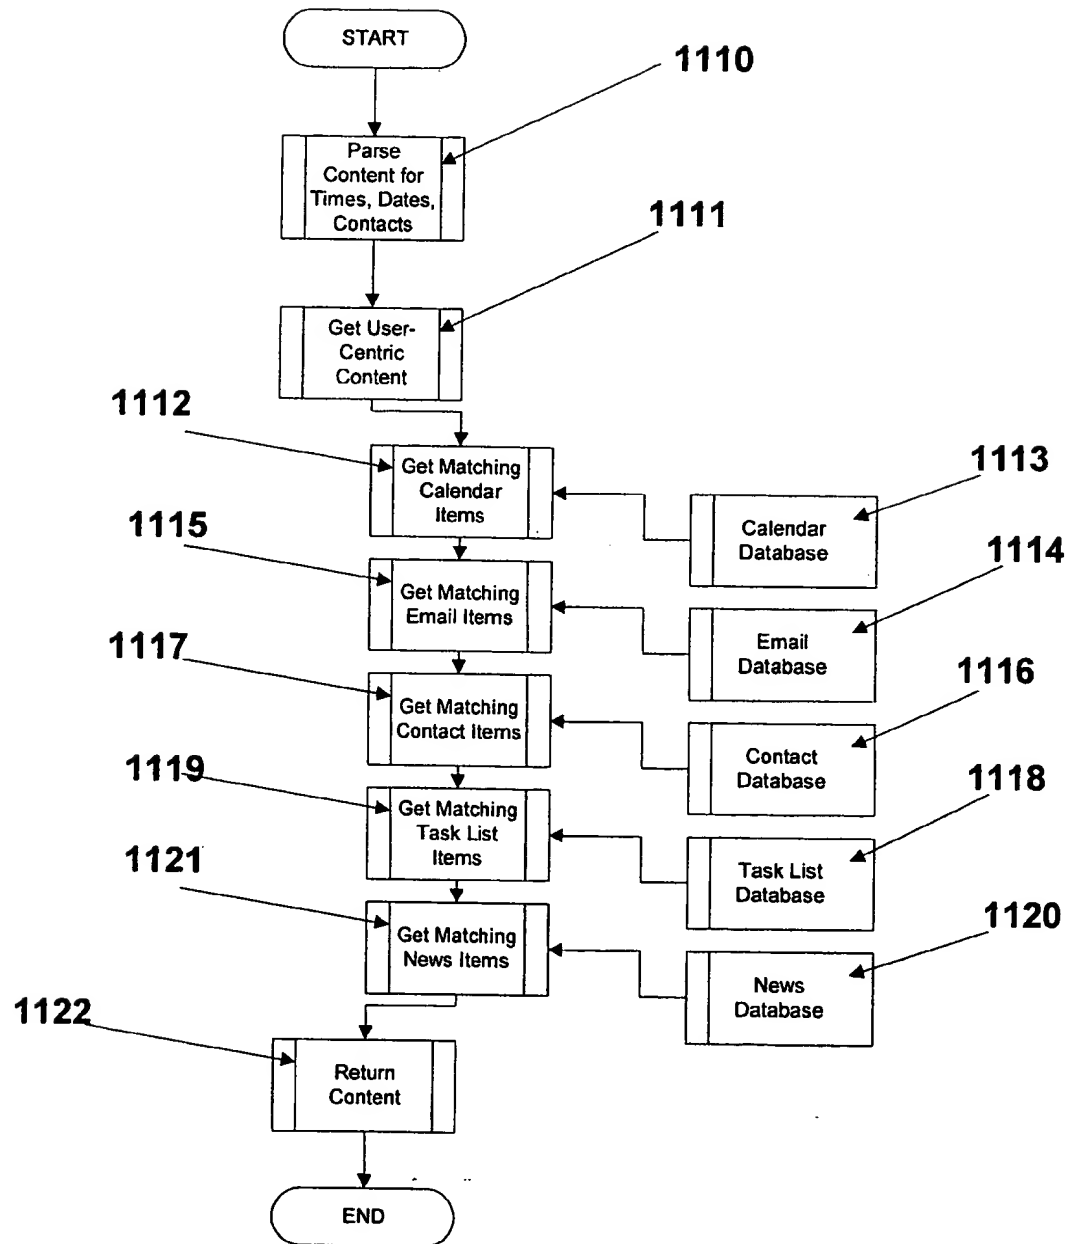 START
1110
Parse
Content for
Times, Dates,
Contacts
1111
Get User-
Centric
Content
1112
Get Matching
Calendar
Items
1113
Calendar
Database
1115
Get Matching
Email Items
1114
Email
Database
1117
Get Matching
Contact Items
1116
Contact
Database
1119
Get Matching
Task List
Items
1118
Task List
Database
1121
Get Matching
News Items
1120
News
Database
1122
Return
Content
END